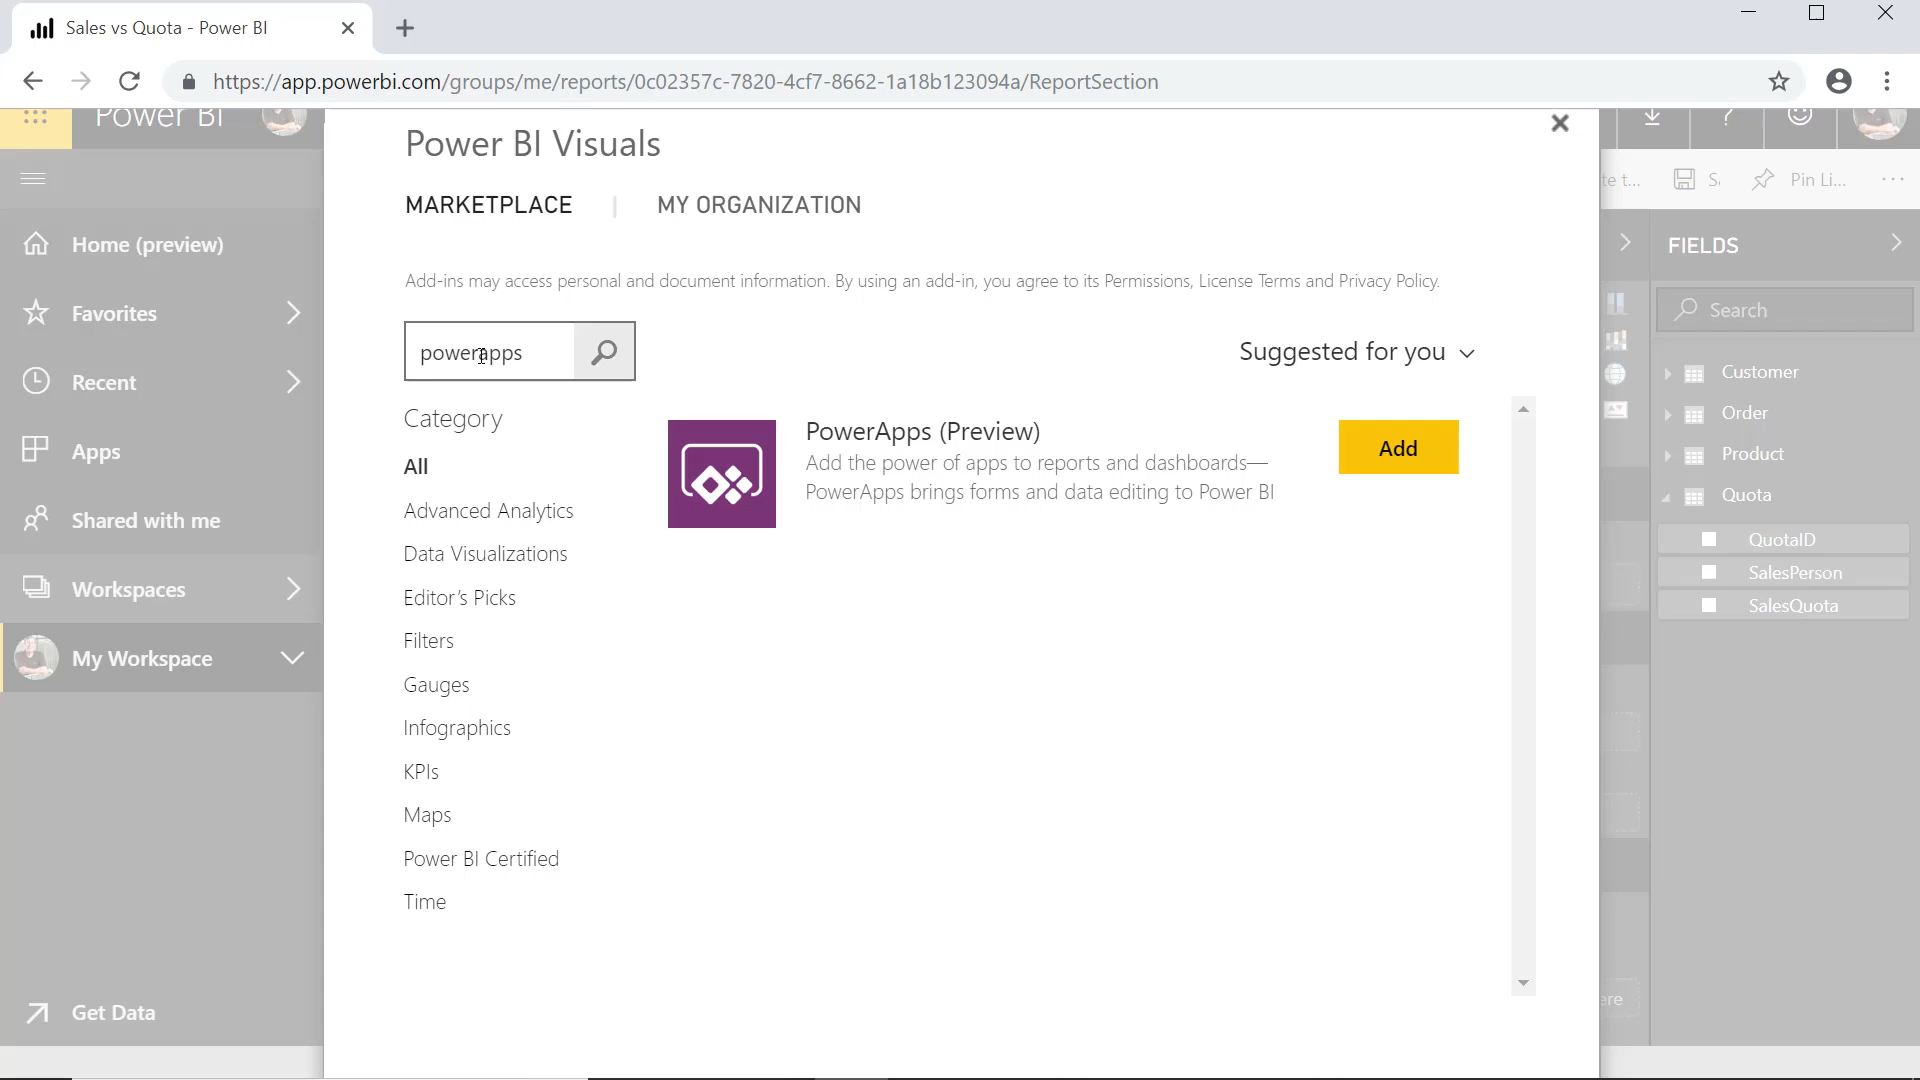 Sales vs Quota - Power BI
https://app.powerbi.com/groups/me/reports/0c02357c-7820-4cf7-8662-1a18b123094a/ReportSection
Power BI
Power BI Visuals
MARKETPLACE | MY ORGANIZATION
Add-ins may access personal and document information. By using an add-in, you agree to its Permissions, License Terms and Privacy Policy.
powerapps
Suggested for you
Category
All
Advanced Analytics
Data Visualizations
Editor's Picks
Filters
Gauges
Infographics
KPIs
Maps
Power BI Certified
Time
PowerApps (Preview)
Add the power of apps to reports and dashboards—
PowerApps brings forms and data editing to Power BI
Add
Home (preview)
Favorites
Recent
Apps
Shared with me
Workspaces
My Workspace
Get Data
?
Pin Li...
...
FIELDS
Search
Customer
Order
Product
Quota
QuotaID
SalesPerson
SalesQuota